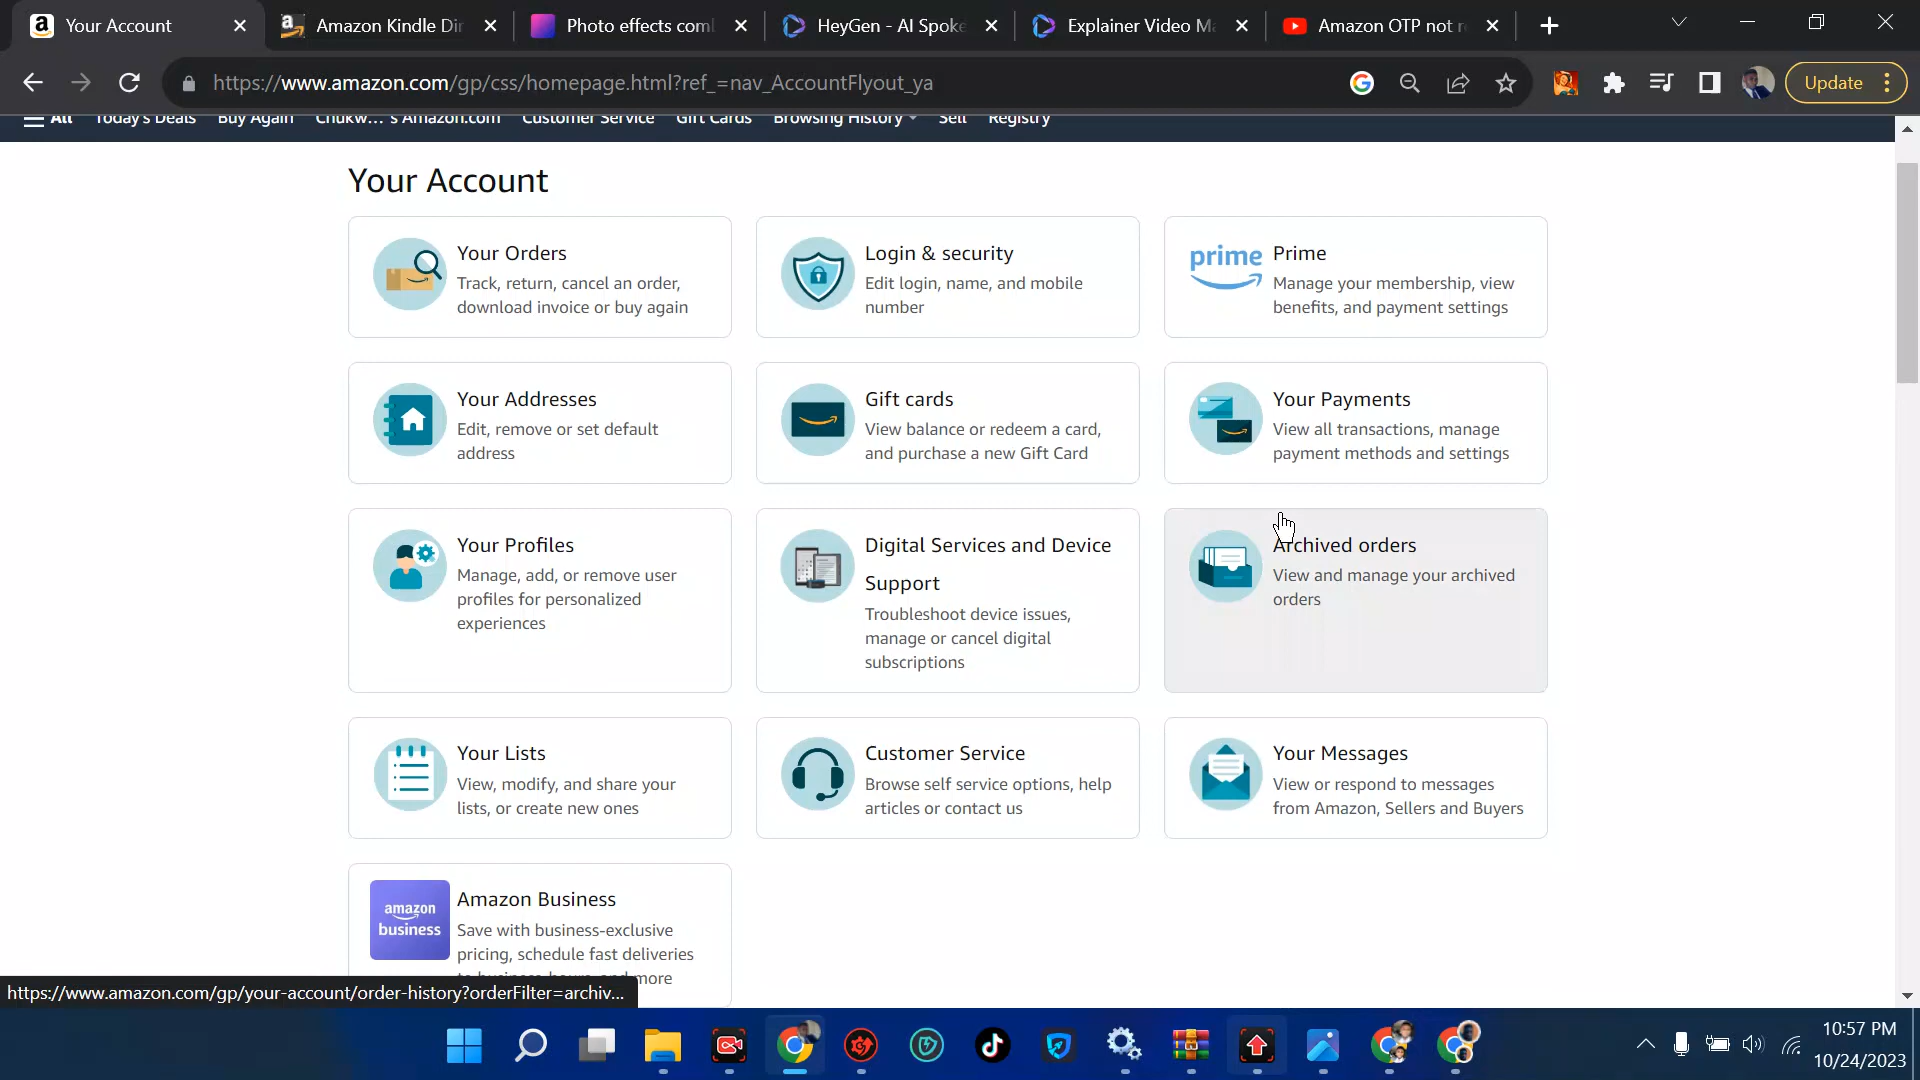 Your Account
Amazon Kindle Dir
Photo effects coml
HeyGen - AI Spoke
Explainer Video Ma
Amazon OTP not r
https://www.amazon.com/gp/css/homepage.html?ref_=nav_AccountFlyout_ya
Update
All Today's Deals Buy Again Chukw... 's Amazon.com Customer Service Gift Cards Browsing History Sell Registry
Your Account
Your Orders
Track, return, cancel an order,
download invoice or buy again
Login & security
Edit login, name, and mobile
number
prime
Prime
Manage your membership, view
benefits, and payment settings
Your Addresses
Edit, remove or set default
address
Gift cards
View balance or redeem a card,
and purchase a new Gift Card
Your Payments
View all transactions, manage
payment methods and settings
Your Profiles
Manage, add, or remove user
profiles for personalized
experiences
Digital Services and Device
Support
Troubleshoot device issues,
manage or cancel digital
subscriptions
Archived orders
View and manage your archived
orders
Your Lists
View, modify, and share your
lists, or create new ones
Customer Service
Browse self service options, help
articles or contact us
Your Messages
View or respond to messages
from Amazon, Sellers and Buyers
amazon
business
Amazon Business
Save with business-exclusive
pricing, schedule fast deliveries
to business hours, and more
https://www.amazon.com/gp/your-account/order-history?orderFilter=archiv...
10:57 PM
10/24/2023